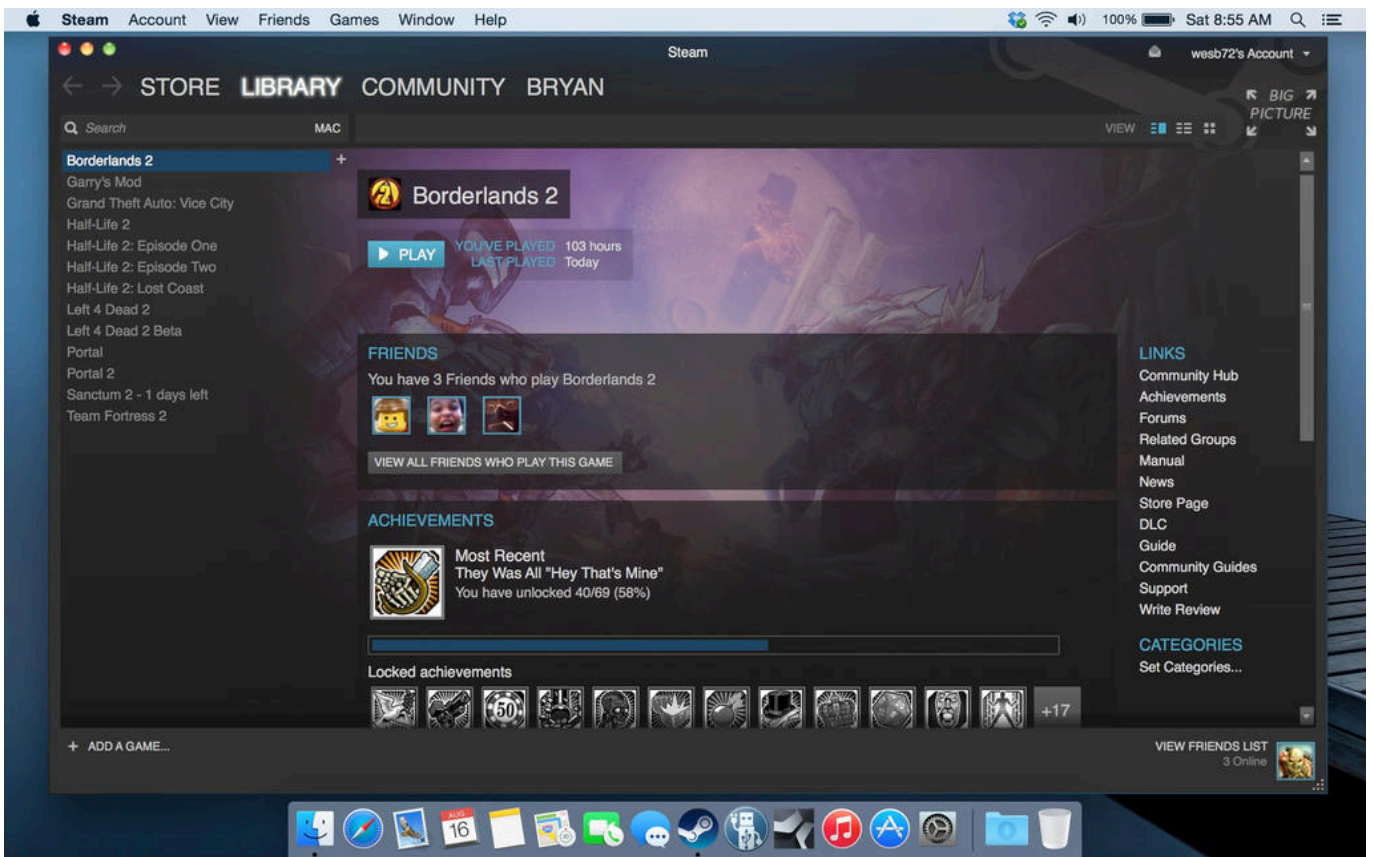 Steam Account View Friends Games Window Help 100% Sat 8:55 AM
Steam
wesb72's Account
STORE LIBRARY COMMUNITY BRYAN
BIG PICTURE
Search MAC
VIEW
Borderlands 2 +
Garry's Mod
Grand Theft Auto: Vice City
Half-Life 2
Half-Life 2: Episode One
Half-Life 2: Episode Two
Half-Life 2: Lost Coast
Left 4 Dead 2
Left 4 Dead 2 Beta
Portal
Portal 2
Sanctum 2 - 1 days left
Team Fortress 2
Borderlands 2
PLAY
YOU'VE PLAYED 103 hours
LAST PLAYED Today
FRIENDS
You have 3 Friends who play Borderlands 2
VIEW ALL FRIENDS WHO PLAY THIS GAME
ACHIEVEMENTS
Most Recent
They Was All "Hey That's Mine"
You have unlocked 40/69 (58%)
Locked achievements
50
+17
LINKS
Community Hub
Achievements
Forums
Related Groups
Manual
News
Store Page
DLC
Guide
Community Guides
Support
Write Review
CATEGORIES
Set Categories...
+ ADD A GAME...
VIEW FRIENDS LIST
3 Online
AUG
16